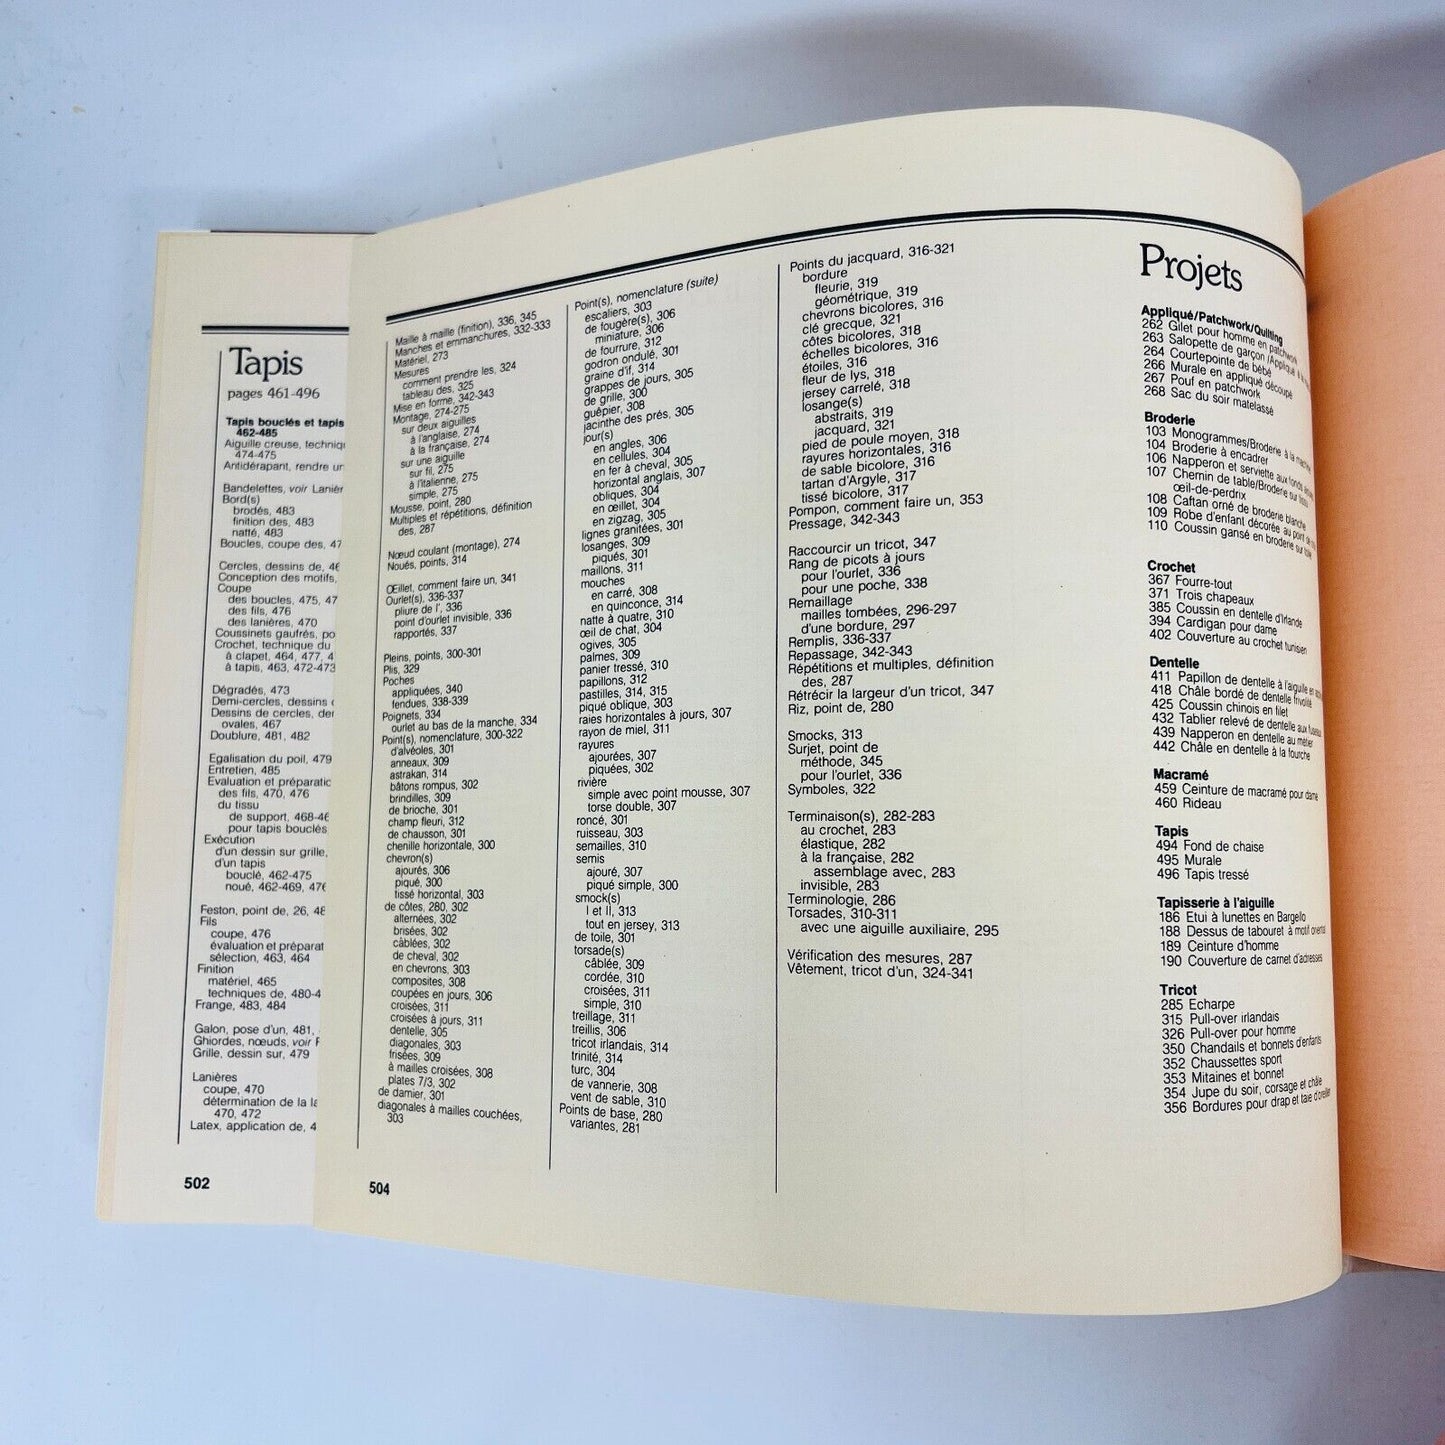 Tapis
pages 461-496
Tapis bouclés et tapis
462-485
Aiguille creuse, techniq
474-475
Antidérapant, rendre un
Bandelettes, voir Laniè
Bord(s)
brodés, 483
finition des, 483
natté, 483
Boucles, coupe des, 47
Cercles, dessins de, 46
Conception des motifs,
Coupe
des boucles, 475, 47
des fils, 476
des lanières, 470
Coussinets gaufrés, po
Crochet, technique du
à clapet, 464, 477, 4
à tapis, 463, 472-473
Dégradés, 473
Demi-cercles, dessins
Dessins de cercles, de
ovales, 467
Doublure, 481, 482
Egalisation du poil, 479
Entretien, 485
Evaluation et préparatic
des fils, 470, 476
du tissu
de support, 468-46
pour tapis bouclés
Exécution
d'un dessin sur grille,
d'un tapis
bouclé, 462-475
noué, 462-469, 476
Feston, point de, 26, 48
Fils
coupe, 476
évaluation et préparat
sélection, 463, 464
Finition
matériel, 465
techniques de, 480-4
Frange, 483, 484
Galon, pose d'un, 481,
Ghiordes, nœuds, voir
Grille, dessin sur, 479
Lanières
coupe, 470
détermination de la la
470, 472
Latex, application de, 4
502
Maille à maille (finition), 336, 345
Manches et emmanchures, 332-333
Matériel, 273
Mesures
comment prendre les, 324
tableau des, 325
Mise en forme, 342-343
Montage, 274-275
sur deux aiguilles
à l'anglaise, 274
à la française, 274
sur une aiguille
sur fil, 275
à l'italienne, 275
simple, 275
Mousse, point, 280
Multiples et répétitions, définition
des, 287
Nœud coulant (montage), 274
Noués, points, 314
Œillet, comment faire un, 341
Ourlet(s), 336-337
pliure de l', 336
point d'ourlet invisible, 336
rapportés, 337
Pleins, points, 300-301
Plis, 329
Poches
appliquées, 340
fendues, 338-339
Poignets, 334
ourlet au bas de la manche, 334
Point(s), nomenclature, 300-322
d'alvéoles, 301
anneaux, 309
astrakan, 314
bâtons rompus, 302
brindilles, 309
de brioche, 301
champ fleuri, 312
de chausson, 301
chenille horizontale, 300
chevron(s)
ajourés, 306
piqué, 300
tissé horizontal, 303
de côtes, 280, 302
alternées, 302
brisées, 302
câblées, 302
de cheval, 302
en chevrons, 303
composites, 308
coupées en jours, 306
croisées, 311
croisées à jours, 311
dentelle, 305
diagonales, 303
frisées, 309
à mailles croisées, 308
plates 7/3, 302
de damier, 301
diagonales à mailles couchées,
303
504
Point(s), nomenclature (suite)
escaliers, 303
de fougère(s), 306
miniature, 306
de fourrure, 312
godron ondulé, 301
graine d'if, 314
grappes de jours, 305
de grille, 300
guêpier, 308
jacinthe des prés, 305
jour(s)
en angles, 306
en cellules, 304
en fer à cheval, 305
horizontal anglais, 307
obliques, 304
en œillet, 304
en zigzag, 305
lignes granitées, 301
losanges, 309
piqués, 301
maillons, 311
mouches
en carré, 308
en quinconce, 314
natte à quatre, 310
œil de chat, 304
ogives, 305
palmes, 309
panier tressé, 310
papillons, 312
pastilles, 314, 315
piqué oblique, 303
raies horizontales à jours, 307
rayon de miel, 311
rayures
ajourées, 307
piquées, 302
rivière
simple avec point mousse, 307
torse double, 307
roncé, 301
ruisseau, 303
semailles, 310
semis
ajouré, 307
piqué simple, 300
smock(s)
I et II, 313
tout en jersey, 313
de toile, 301
torsade(s)
câblée, 309
cordée, 310
croisées, 311
simple, 310
treillage, 311
treillis, 306
tricot irlandais, 314
trinité, 314
turc, 304
de vannerie, 308
vent de sable, 310
Points de base, 280
variantes, 281
Points du jacquard, 316-321
bordure
fleurie, 319
géométrique, 319
chevrons bicolores, 316
clé grecque, 321
côtes bicolores, 318
échelles bicolores, 316
étoiles, 316
fleur de lys, 318
jersey carrelé, 318
losange(s)
abstraits, 319
jacquard, 321
pied de poule moyen, 318
rayures horizontales, 316
de sable bicolore, 316
tartan d'Argyle, 317
tissé bicolore, 317
Pompon, comment faire un, 353
Pressage, 342-343
Raccourcir un tricot, 347
Rang de picots à jours
pour l'ourlet, 336
pour une poche, 338
Remaillage
mailles tombées, 296-297
d'une bordure, 297
Remplis, 336-337
Repassage, 342-343
Répétitions et multiples, définition
des, 287
Rétrécir la largeur d'un tricot, 347
Riz, point de, 280
Smocks, 313
Surjet, point de
méthode, 345
pour l'ourlet, 336
Symboles, 322
Terminaison(s), 282-283
au crochet, 283
élastique, 282
à la française, 282
assemblage avec, 283
invisible, 283
Terminologie, 286
Torsades, 310-311
avec une aiguille auxiliaire, 295
Vérification des mesures, 287
Vêtement, tricot d'un, 324-341
Projets
Appliqué/Patchwork/Quilting
262 Gilet pour homme en patchwork
263 Salopette de garçon/Appliqué à la
264 Courtepointe de bébé
266 Murale en appliqué découpé
267 Pouf en patchwork
268 Sac du soir matelassé
Broderie
103 Monogrammes/Broderie à la machine
104 Broderie à encadrer
106 Napperon et serviette aux fonds
107 Chemin de table/Broderie sur
œil-de-perdrix
108 Caftan orné de broderie blanche
109 Robe d'enfant décorée au point de
110 Coussin gansé en broderie sur
Crochet
367 Fourre-tout
371 Trois chapeaux
385 Coussin en dentelle d'Irlande
394 Cardigan pour dame
402 Couverture au crochet tunisien
Dentelle
411 Papillon de dentelle à l'aiguille en
418 Châle bordé de dentelle frivolité
425 Coussin chinois en filet
432 Tablier relevé de dentelle aux fuseaux
439 Napperon en dentelle au métier
442 Châle en dentelle à la fourche
Macramé
459 Ceinture de macramé pour dame
460 Rideau
Tapis
494 Fond de chaise
495 Murale
496 Tapis tressé
Tapisserie à l'aiguille
186 Etui à lunettes en Bargello
188 Dessus de tabouret à motif oriental
189 Ceinture d'homme
190 Couverture de carnet d'adresses
Tricot
285 Echarpe
315 Pull-over irlandais
326 Pull-over pour homme
350 Chandails et bonnets d'enfants
352 Chaussettes sport
353 Mitaines et bonnet
354 Jupe du soir, corsage et châle
356 Bordures pour drap et taie d'oreiller